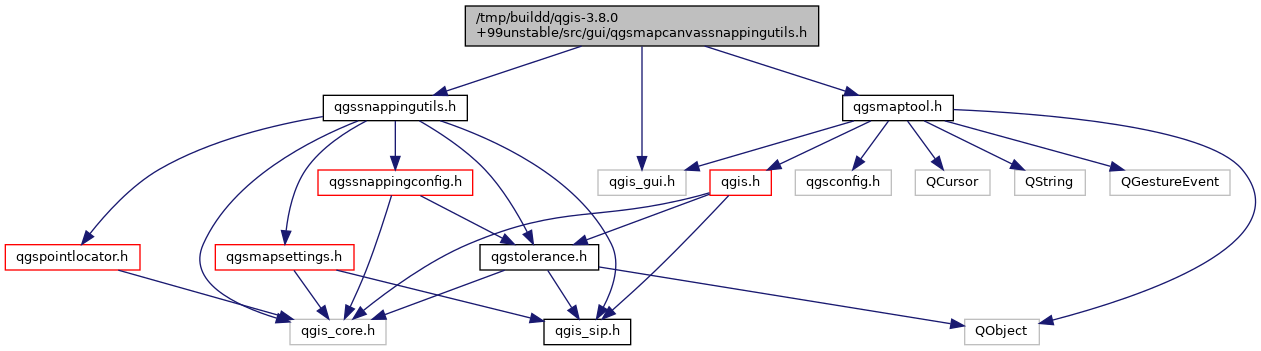 /tmp/buildd/qgis-3.8.0
+99unstable/src/gui/qgsmapcanvassnappingutils.h
qgssnappingutils.h
qgsmaptool.h
qgssnappingconfig.h
qgis_gui.h
qgis.h
qgsconfig.h
QCursor
QString
QGestureEvent
qgspointlocator.h
qgsmapsettings.h
qgstolerance.h
qgis_core.h
qgis_sip.h
QObject